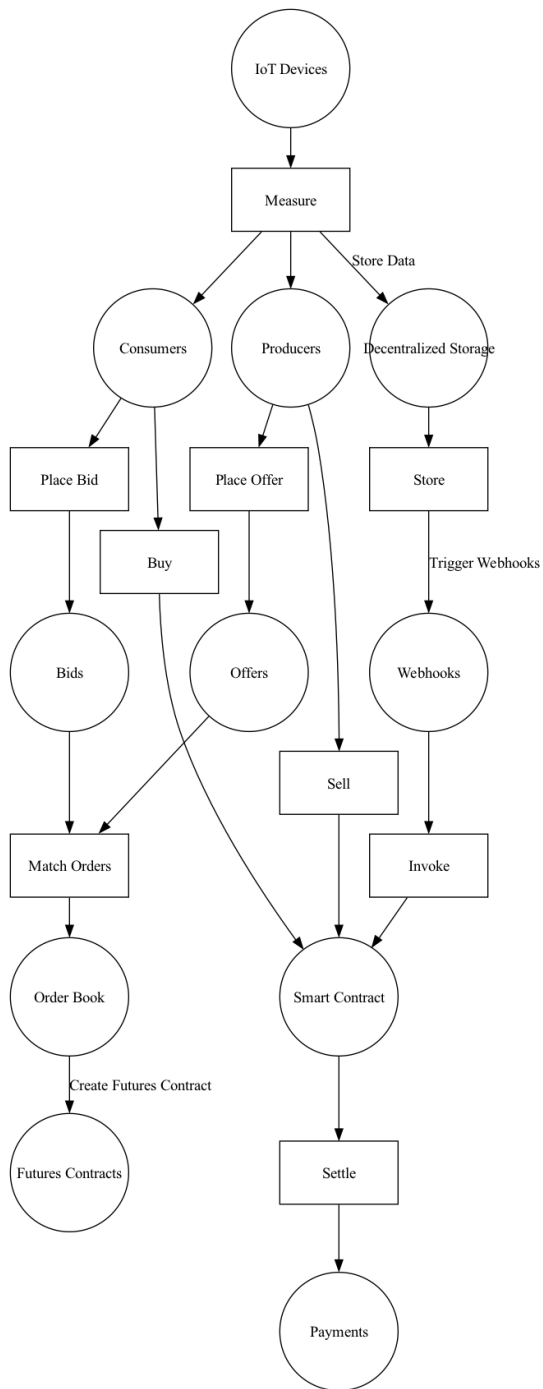 IoT Devices
Measure
Store Data
Consumers
Producers
Decentralized Storage
Place Bid
Place Offer
Store
Buy
Trigger Webhooks
Bids
Offers
Webhooks
Sell
Match Orders
Invoke
Order Book
Smart Contract
Create Futures Contract
Futures Contracts
Settle
Payments